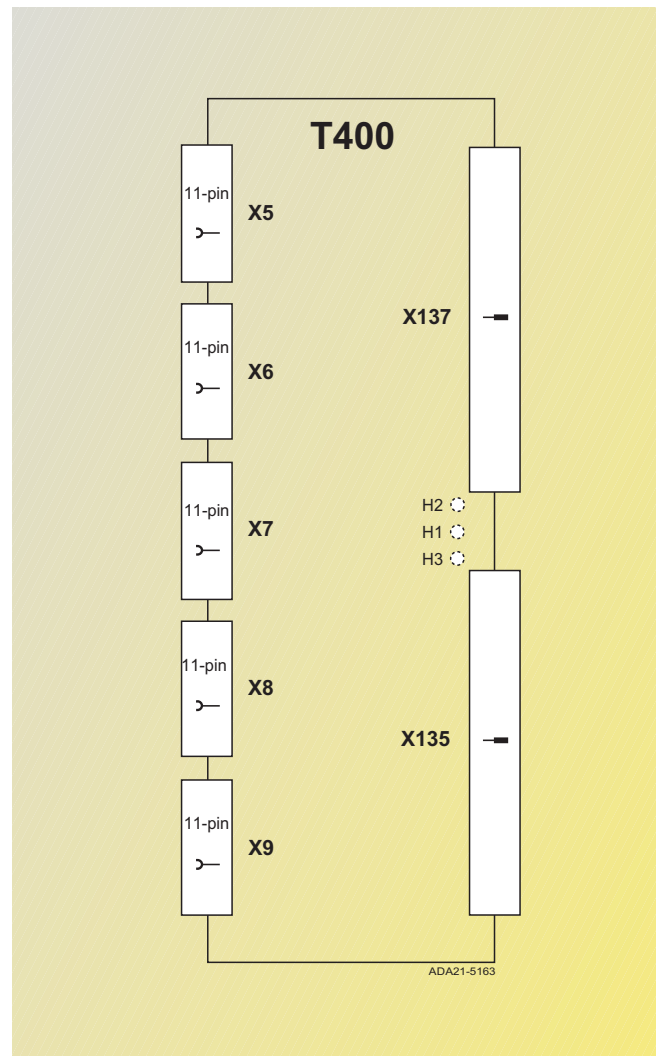 T400
11-pin
X5
X137
11-pin
X6
11-pin
X7
H2
H1
H3
11-pin
X8
X135
11-pin
X9
ADA21-5163